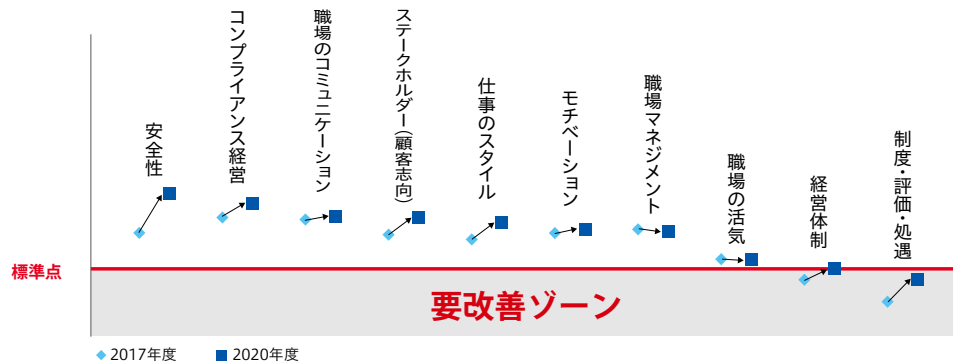 安全性
コンプライアンス経営
職場のコミュニケーション
ステークホルダー(顧客志向)
仕事のスタイル
モチベーション
職場マネジメント
職場の活気
経営体制
制度・評価・処遇
標準点
要改善ゾーン
2017年度
2020年度